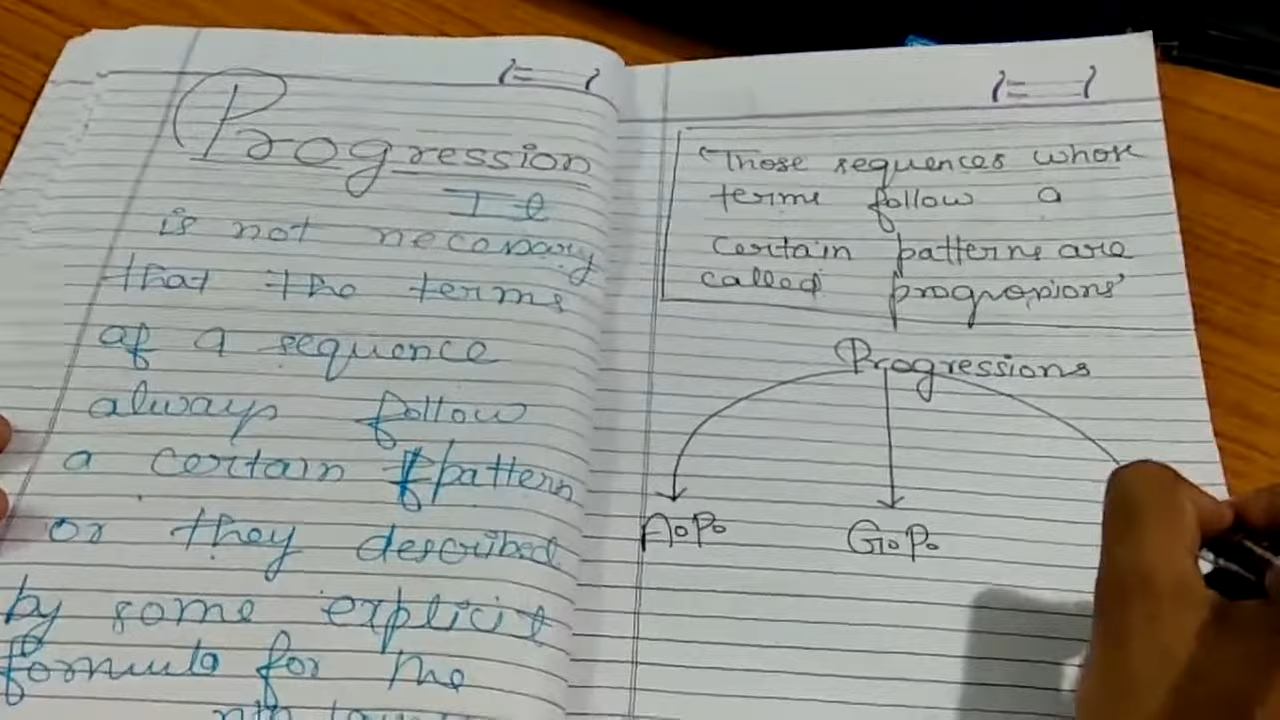 Progression
It
is not necessary
that the terms
of a sequence
always follow
a certain pattern
or they described
by some explicit
formula for the
nth
Those sequences whose
terms follow a
certain patterns are
called progressions
Progressions
A.P. G.P.